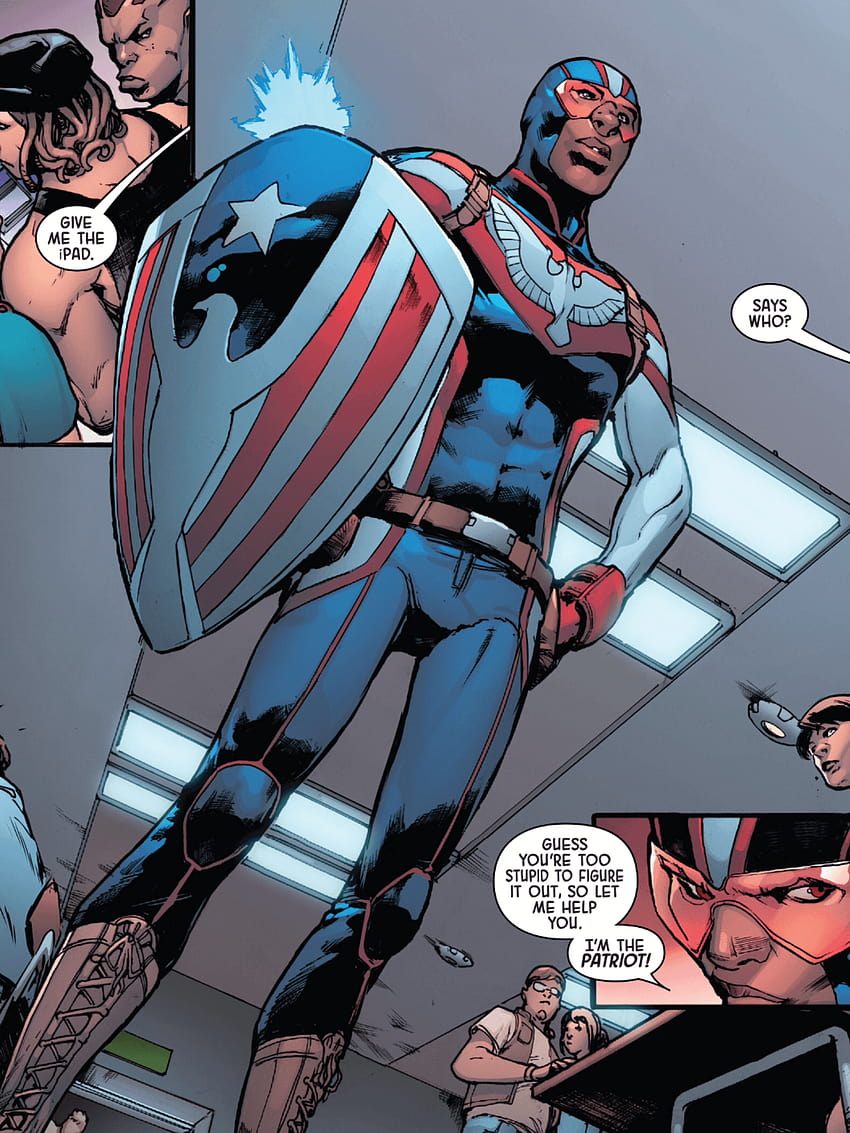 GIVE
ME THE
iPAD.
SAYS
WHO?
GUESS
YOU'RE TOO
STUPID TO FIGURE
IT OUT, SO LET
ME HELP
YOU.
I'M THE
PATRIOT!